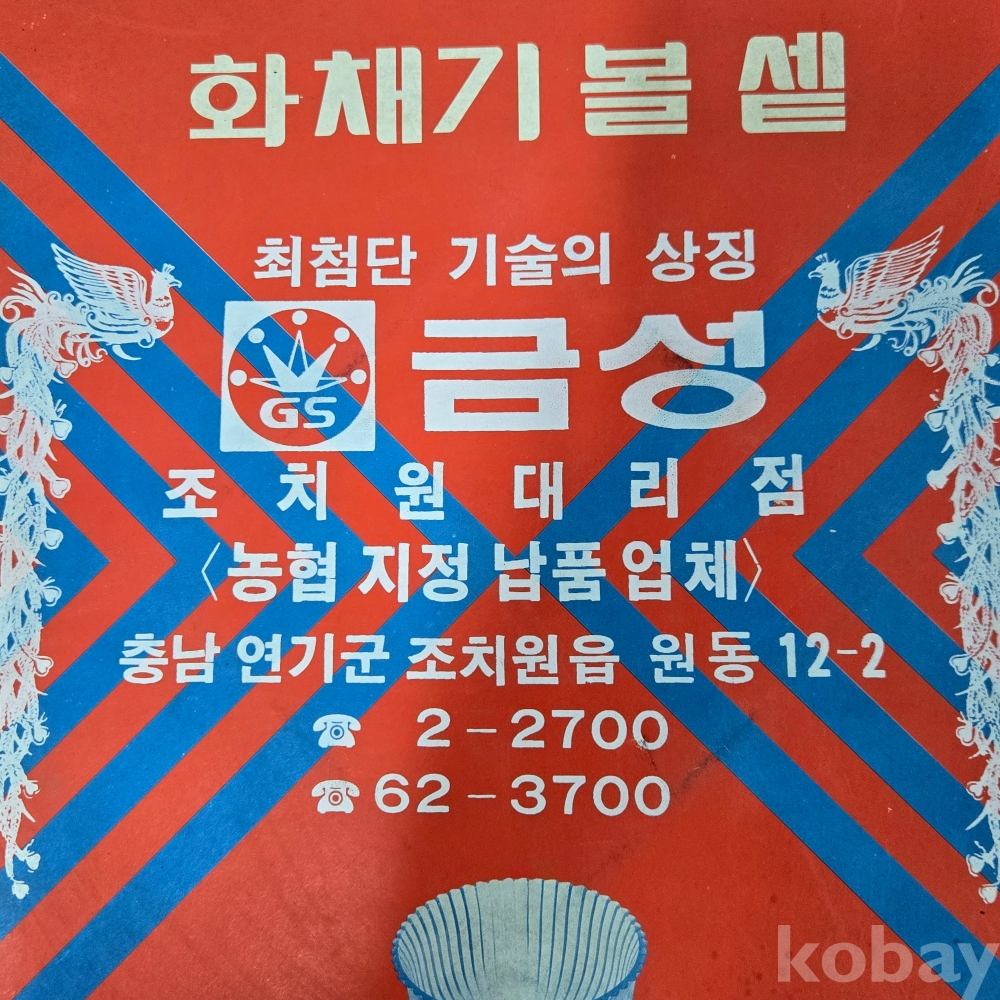 화채기 볼 셑
최첨단 기술의 상징
GS 금성
조치원대리점
〈농협 지정 납품 업체〉
충남 연기군 조치원읍 원동 12-2
☎ 2-2700
☎ 62-3700
kobay